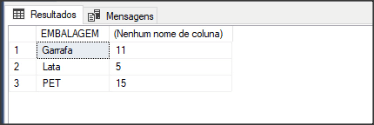 Resultados Mensagens
EMBALAGEM (Nenhum nome de coluna)
1 Garrafa 11
2 Lata 5
3 PET 15